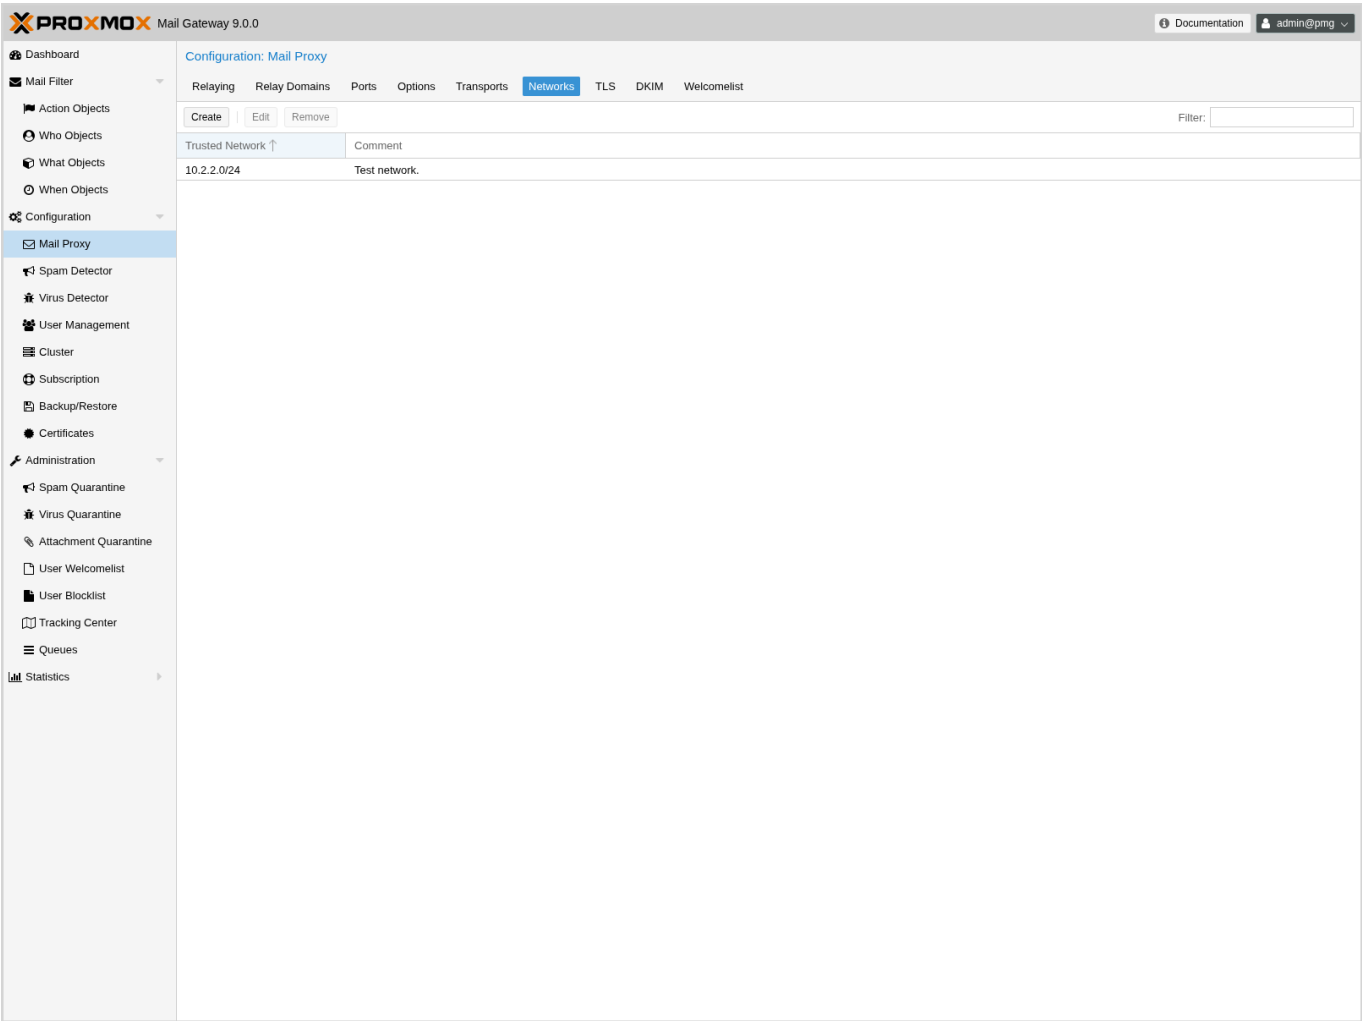 PROXMOX Mail Gateway 9.0.0
Documentation
admin@pmg
Dashboard
Mail Filter
Action Objects
Who Objects
What Objects
When Objects
Configuration
Mail Proxy
Spam Detector
Virus Detector
User Management
Cluster
Subscription
Backup/Restore
Certificates
Administration
Spam Quarantine
Virus Quarantine
Attachment Quarantine
User Welcomelist
User Blocklist
Tracking Center
Queues
Statistics
Configuration: Mail Proxy
Relaying Relay Domains Ports Options Transports Networks TLS DKIM Welcomelist
Create Edit Remove Filter:
Trusted Network Comment
10.2.2.0/24 Test network.